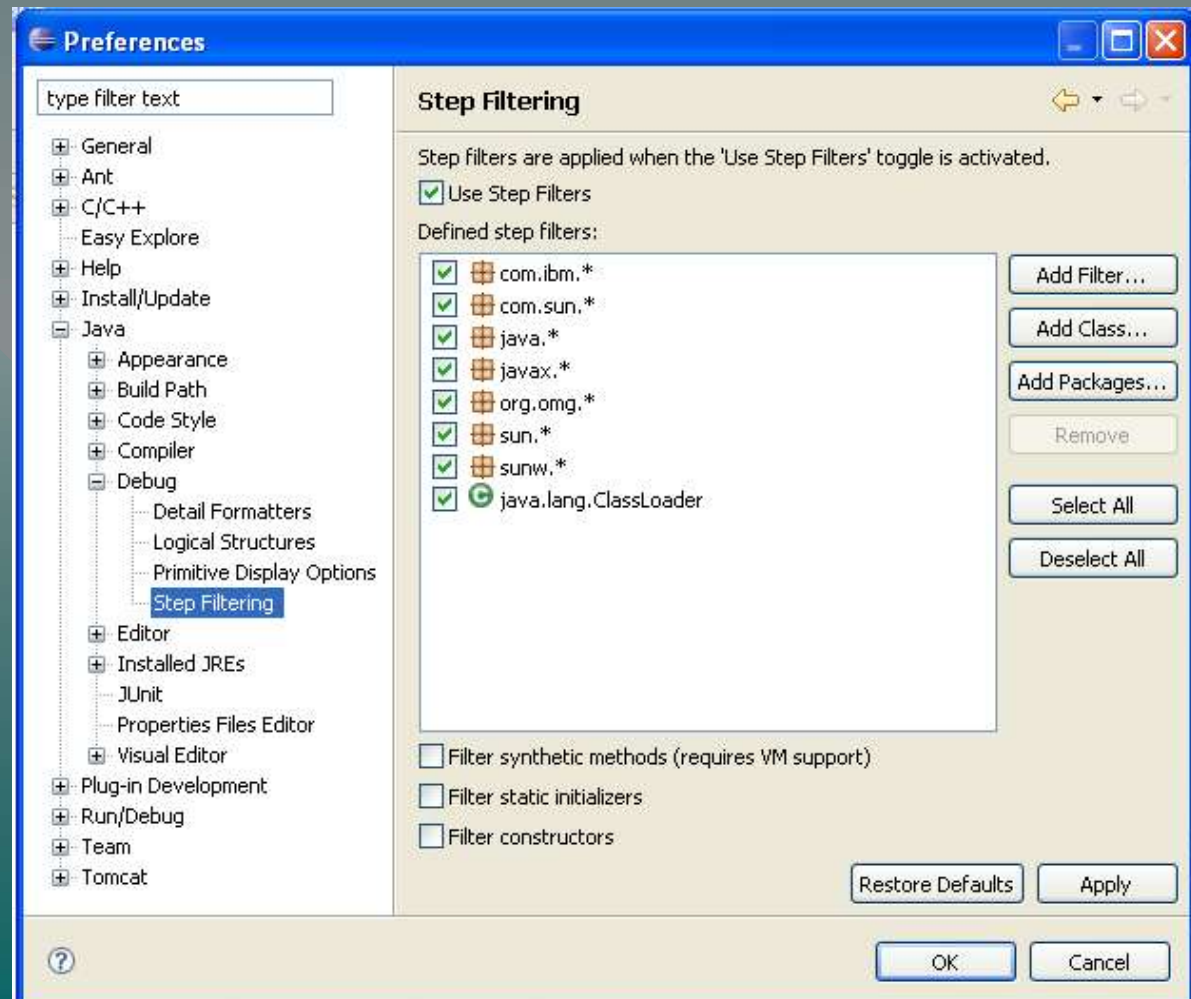 Preferences
type filter text
General
Ant
C/C++
Easy Explore
Help
Install/Update
Java
Appearance
Build Path
Code Style
Compiler
Debug
Detail Formatters
Logical Structures
Primitive Display Options
Step Filtering
Editor
Installed JREs
JUnit
Properties Files Editor
Visual Editor
Plug-in Development
Run/Debug
Team
Tomcat
Step Filtering
Step filters are applied when the 'Use Step Filters' toggle is activated.
Use Step Filters
Defined step filters:
com.ibm.*
com.sun.*
java.*
javax.*
org.omg.*
sun.*
sunw.*
java.lang.ClassLoader
Add Filter...
Add Class...
Add Packages...
Remove
Select All
Deselect All
Filter synthetic methods (requires VM support)
Filter static initializers
Filter constructors
Restore Defaults
Apply
OK
Cancel